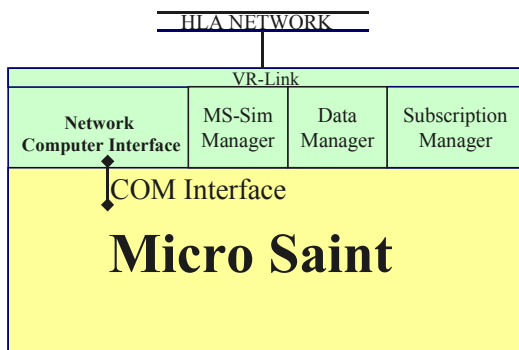 HLA NETWORK
VR-Link
Network
Computer Interface
MS-Sim
Manager
Data
Manager
Subscription
Manager
COM Interface
Micro Saint